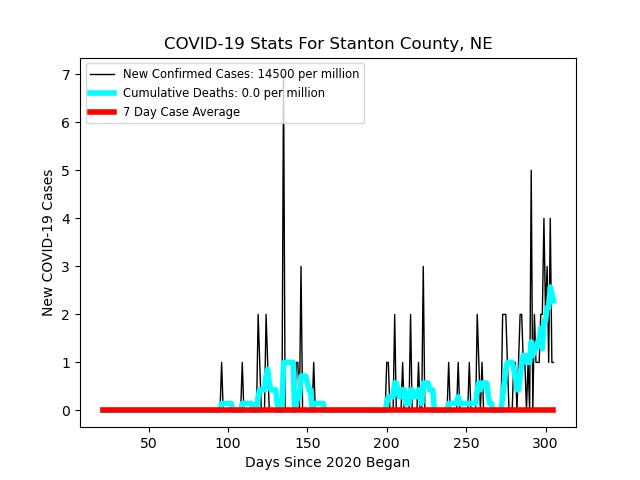 COVID-19 Stats For Stanton County, NE
New Confirmed Cases: 14500 per million
Cumulative Deaths: 0.0 per million
7 Day Case Average
New COVID-19 Cases
7
6
5
4
3
2
1
0
50 100 150 200 250 300
Days Since 2020 Began